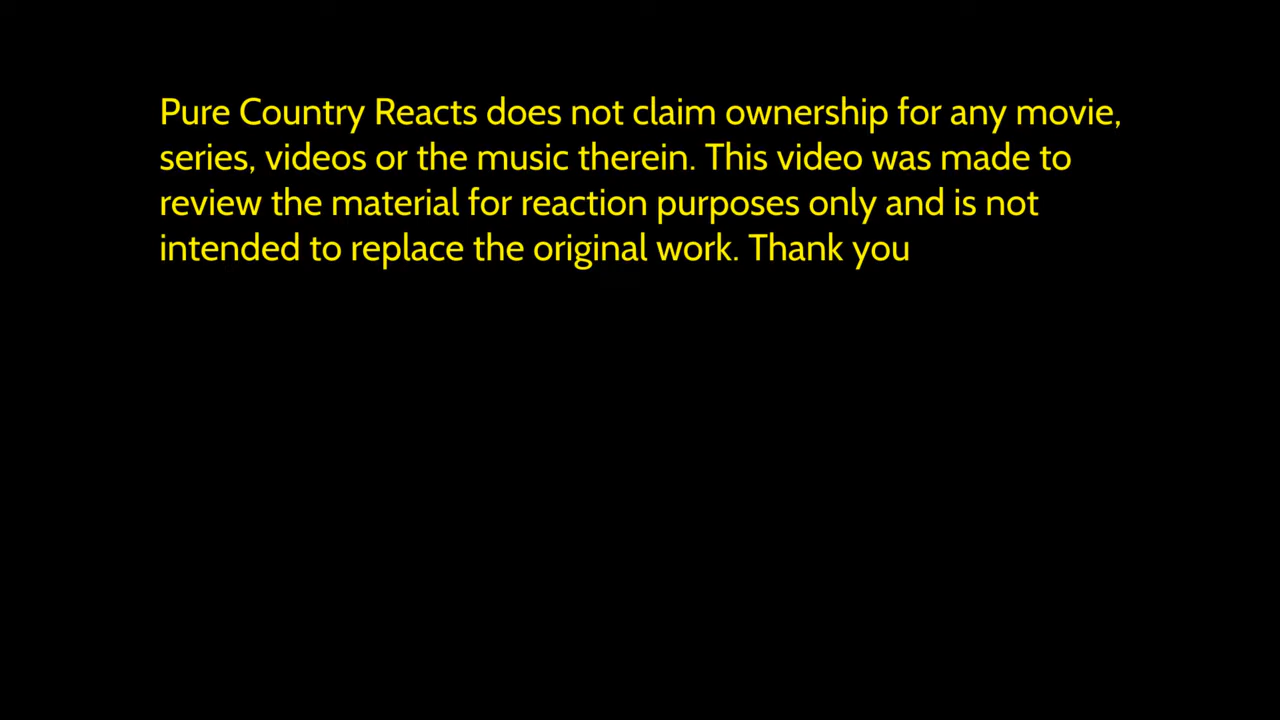 Pure Country Reacts does not claim ownership for any movie,
series, videos or the music therein. This video was made to
review the material for reaction purposes only and is not
intended to replace the original work. Thank you